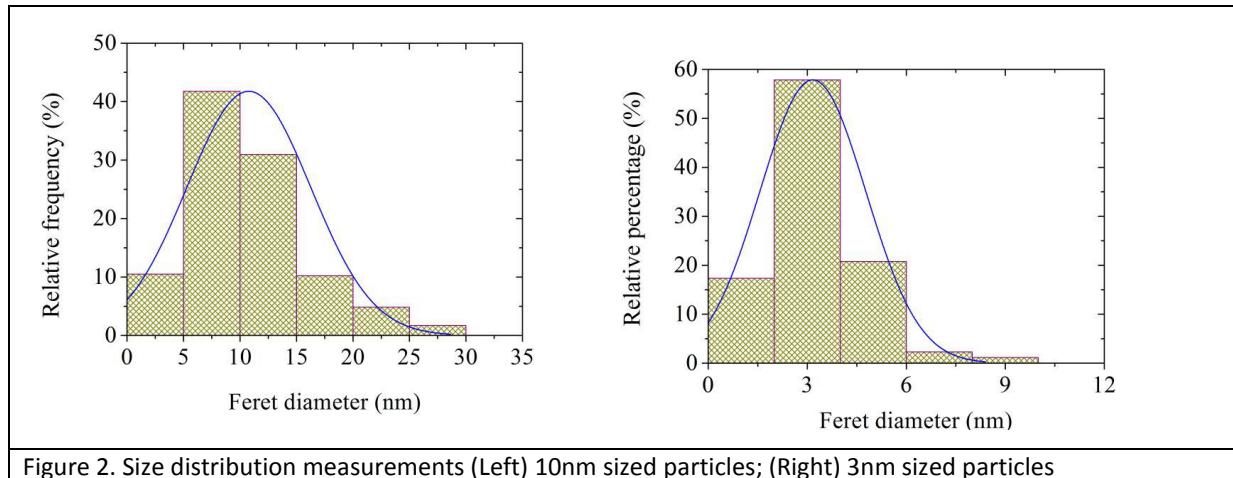 50
40
30
20
10
0
Relative frequency (%)
0 5 10 15 20 25 30 35
Feret diameter (nm)
60
50
40
30
20
10
0
Relative percentage (%)
0 3 6 9 12
Feret diameter (nm)
Figure 2. Size distribution measurements (Left) 10nm sized particles; (Right) 3nm sized particles